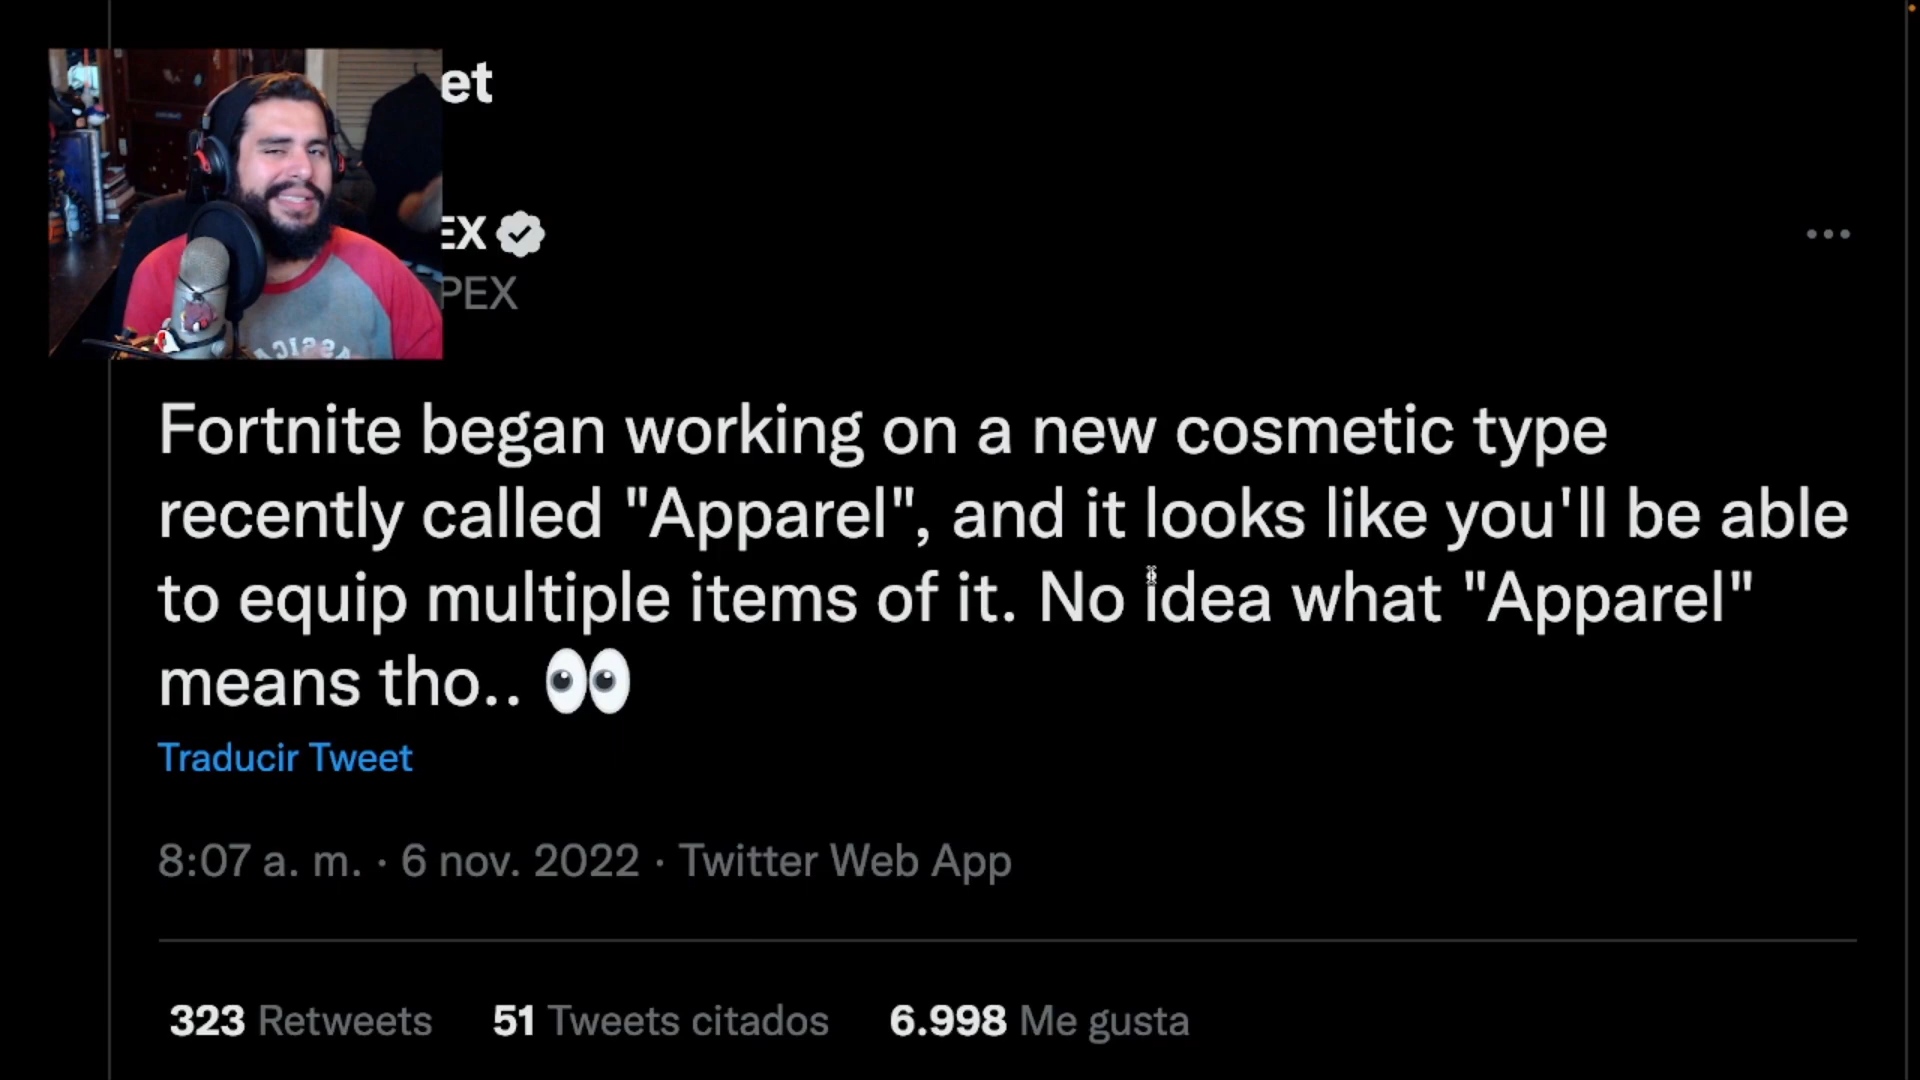 et
EX
PEX
Fortnite began working on a new cosmetic type
recently called "Apparel", and it looks like you'll be able
to equip multiple items of it. No idea what "Apparel"
means tho.. 👀
Traducir Tweet
8:07 a. m. · 6 nov. 2022 · Twitter Web App
323 Retweets 51 Tweets citados 6.998 Me gusta